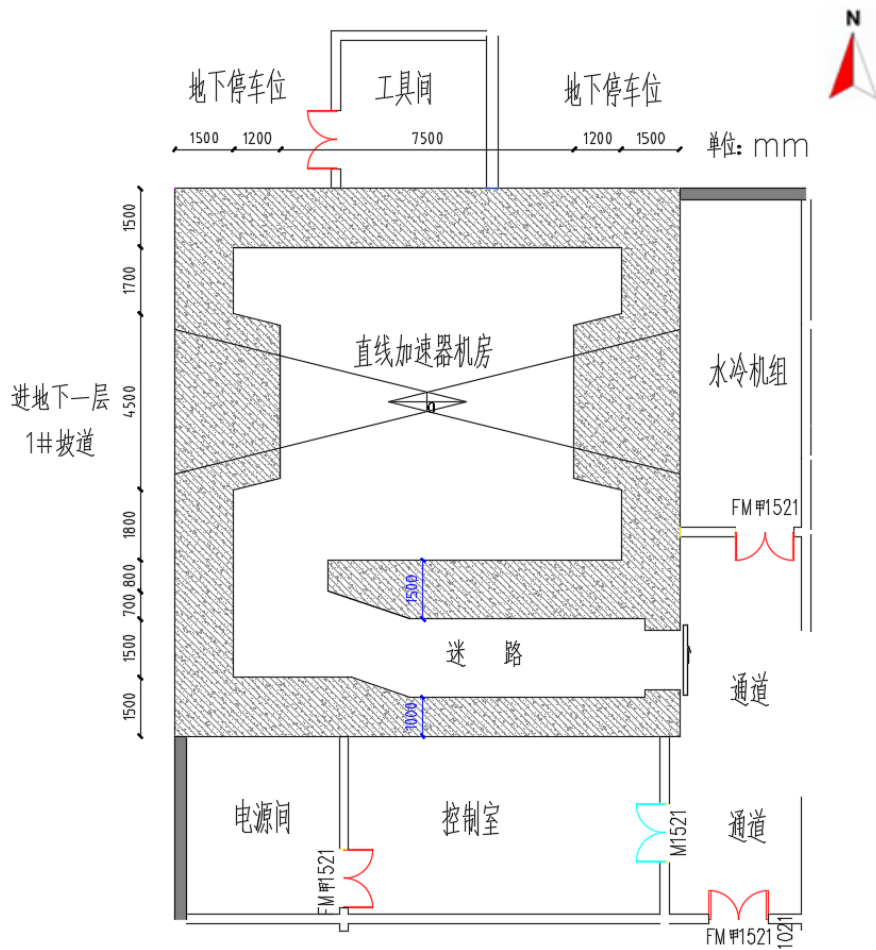 N
地下停车位
工具间
地下停车位
1500
1200
7500
1200
1500
单位: mm
1500
1700
4500
1800
800
700
1500
1500
直线加速器机房
水冷机组
进地下一层
1#坡道
FM甲1521
1500
迷 路
通道
1000
电源间
控制室
通道
M1521
FM甲1521
FM甲1521
1021